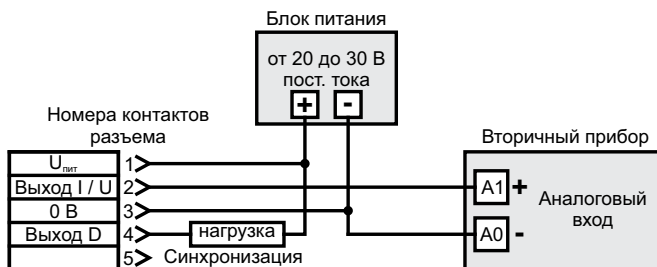 Блок питания
от 20 до 30 В
пост. тока
+ -
Номера контактов
разъема
Вторичный прибор
Uпит 1
Выход I / U 2
0 В 3
Выход D 4
5 Синхронизация
нагрузка
A1 +
A0 -
Аналоговый
вход